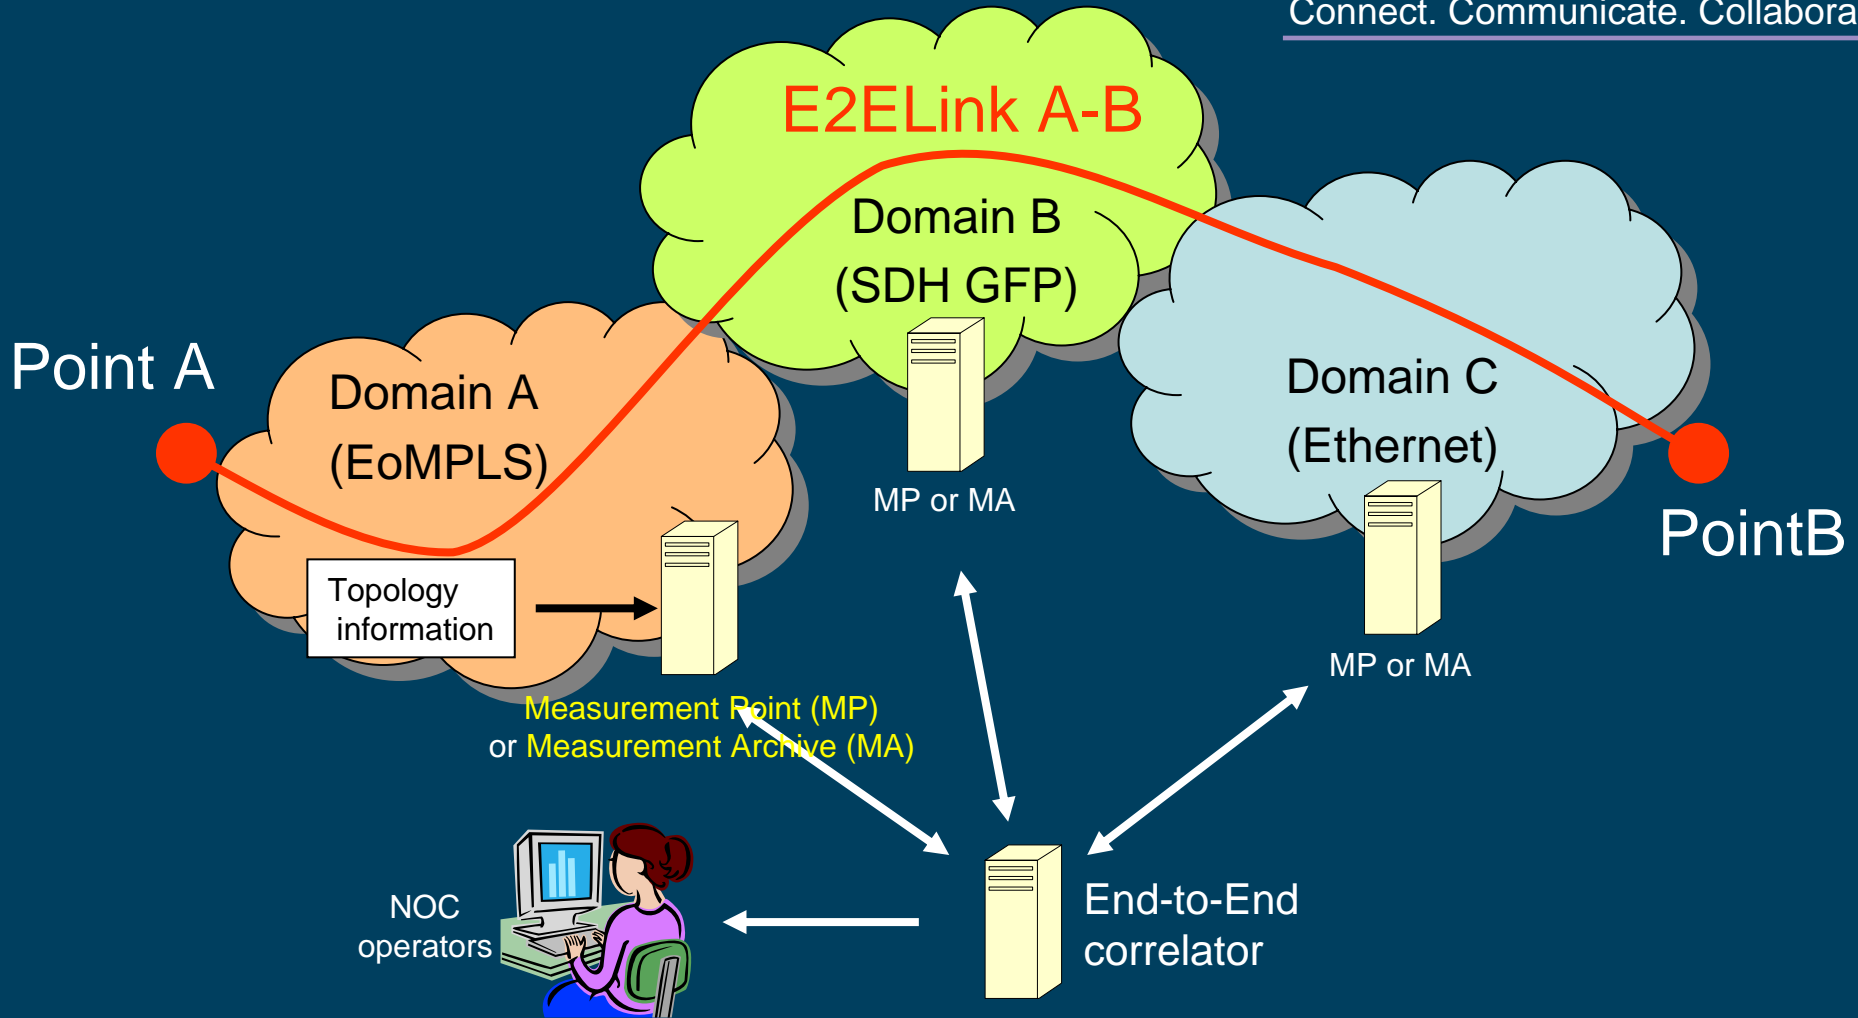 Connect. Communicate. Collabora
E2ELink A-B
Domain B
(SDH GFP)
Point A
Domain A
(EoMPLS)
Domain C
(Ethernet)
MP or MA
PointB
Topology
information
MP or MA
Measurement Point (MP)
or Measurement Archive (MA)
NOC
operators
End-to-End
correlator